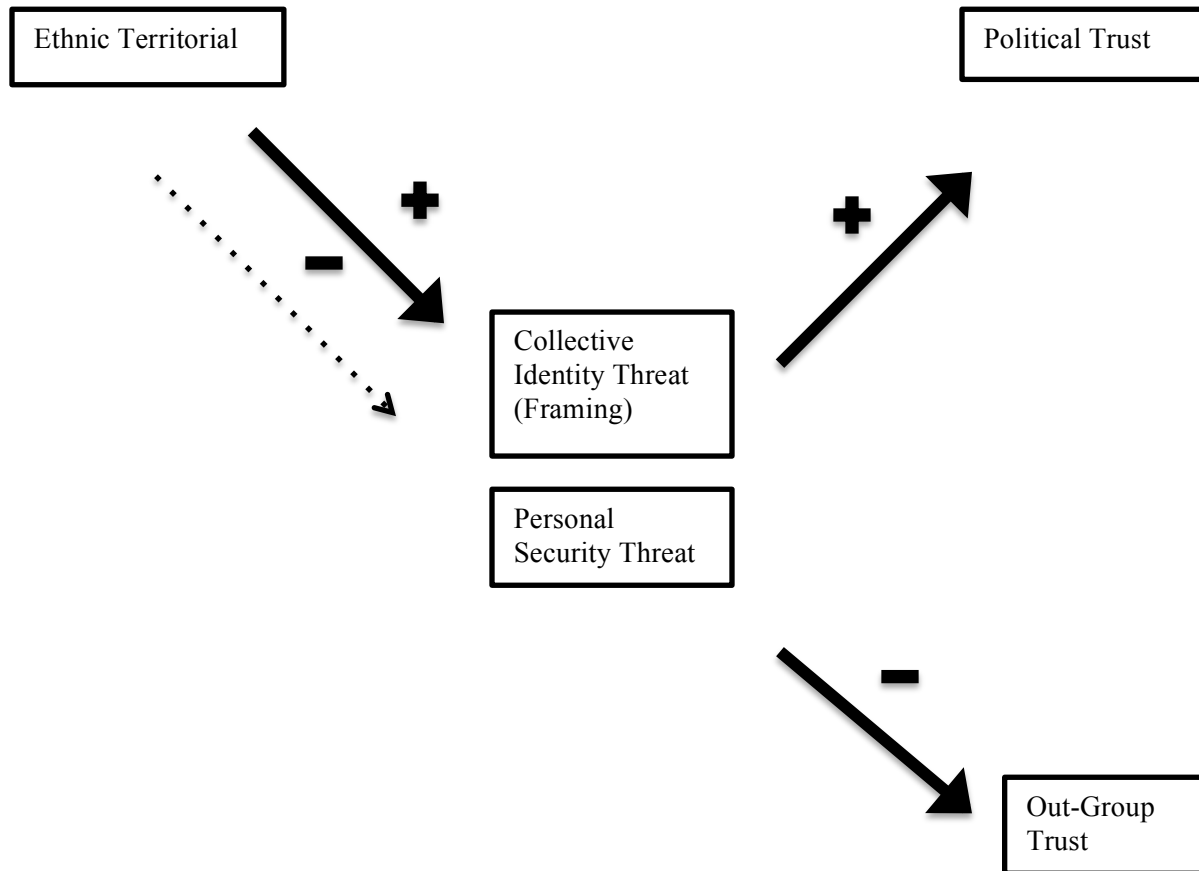 Ethnic Territorial
Political Trust
+
+
-
Collective
Identity Threat
(Framing)
Personal
Security Threat
-
Out-Group
Trust